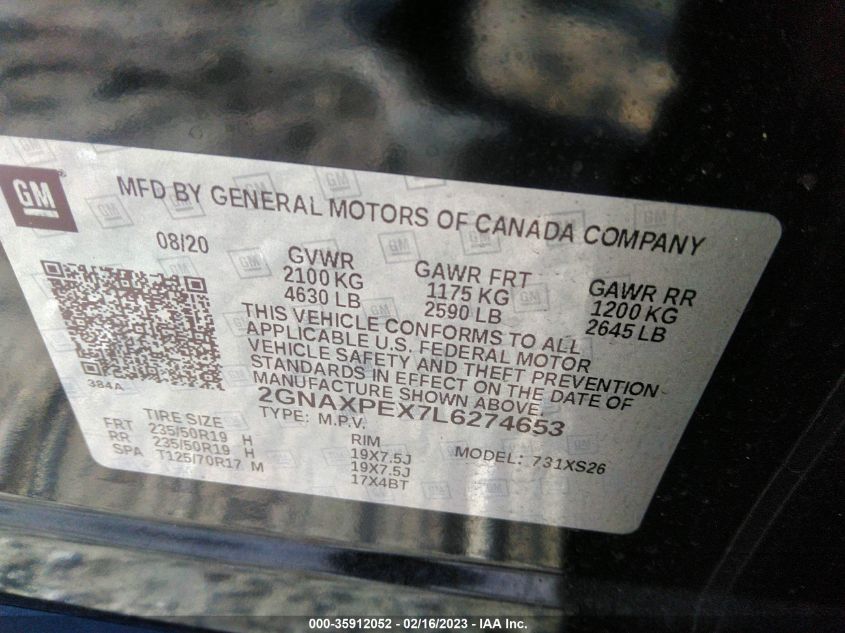 GM
MFD BY GENERAL MOTORS OF CANADA COMPANY
08/20
GVWR
2100 KG
4630 LB
GAWR FRT
1175 KG
2590 LB
GAWR RR
1200 KG
2645 LB
THIS VEHICLE CONFORMS TO ALL
APPLICABLE U.S. FEDERAL MOTOR
VEHICLE SAFETY AND THEFT PREVENTION
STANDARDS IN EFFECT ON THE DATE OF
MANUFACTURE SHOWN ABOVE.
384A
2GNAXPEX7L6274653
TYPE: M.P.V.
MODEL: 731XS26
TIRE SIZE
RIM
FRT 235/50R19 H 19X7.5J
RR 235/50R19 H 19X7.5J
SPA T125/70R17 M 17X4BT
000-35912052 - 02/16/2023 - IAA Inc.